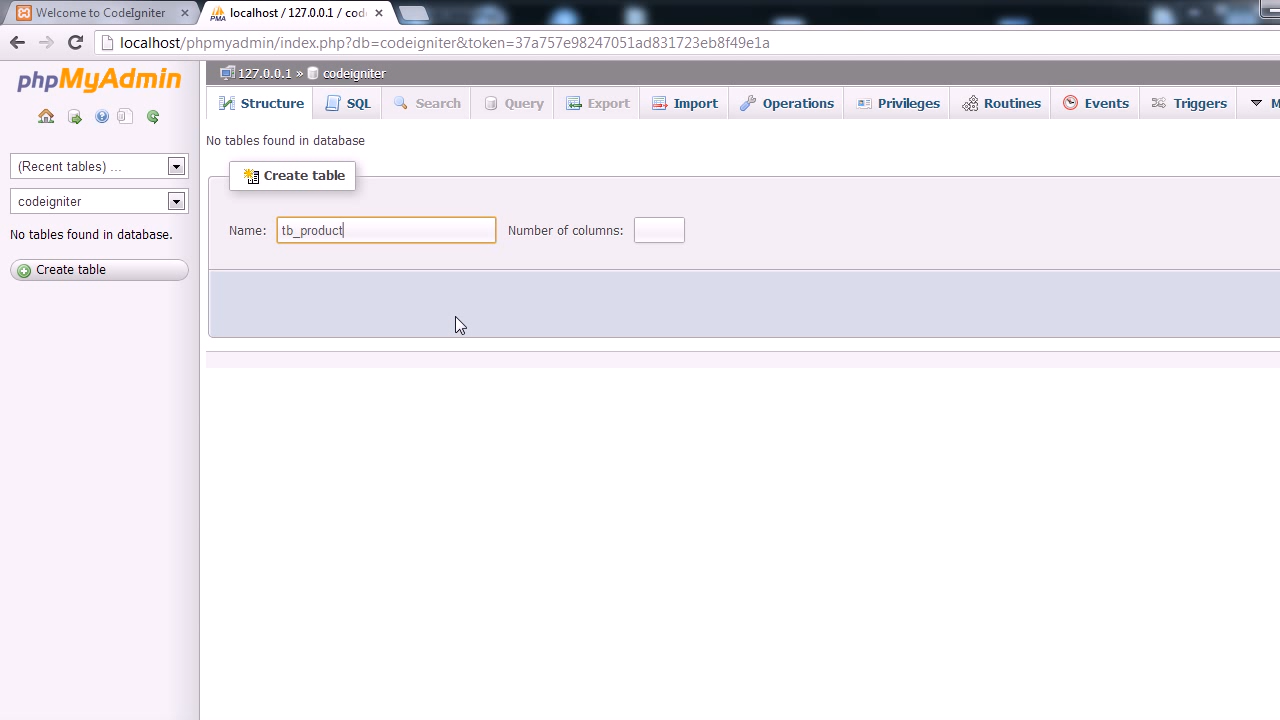 Welcome to CodeIgniter
localhost / 127.0.0.1 / cod
localhost/phpmyadmin/index.php?db=codeigniter&token=37a757e98247051ad831723eb8f49e1a
phpMyAdmin
127.0.0.1 » codeigniter
Structure SQL Search Query Export Import Operations Privileges Routines Events Triggers M
No tables found in database
(Recent tables) ...
codeigniter
No tables found in database.
Create table
Create table
Name: tb_product Number of columns: